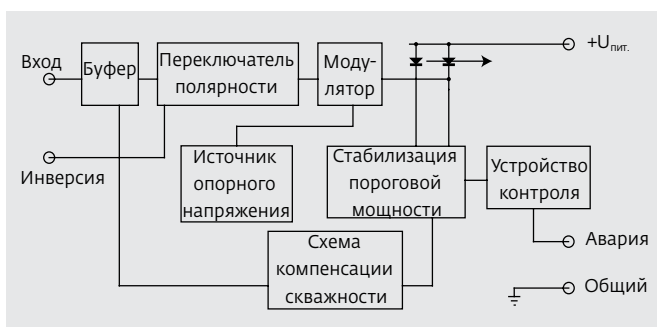 Вход
Буфер
Переключатель
полярности
Моду-
лятор
+Uпит.
Инверсия
Источник
опорного
напряжения
Стабилизация
пороговой
мощности
Устройство
контроля
Схема
компенсации
скважности
Авария
Общий